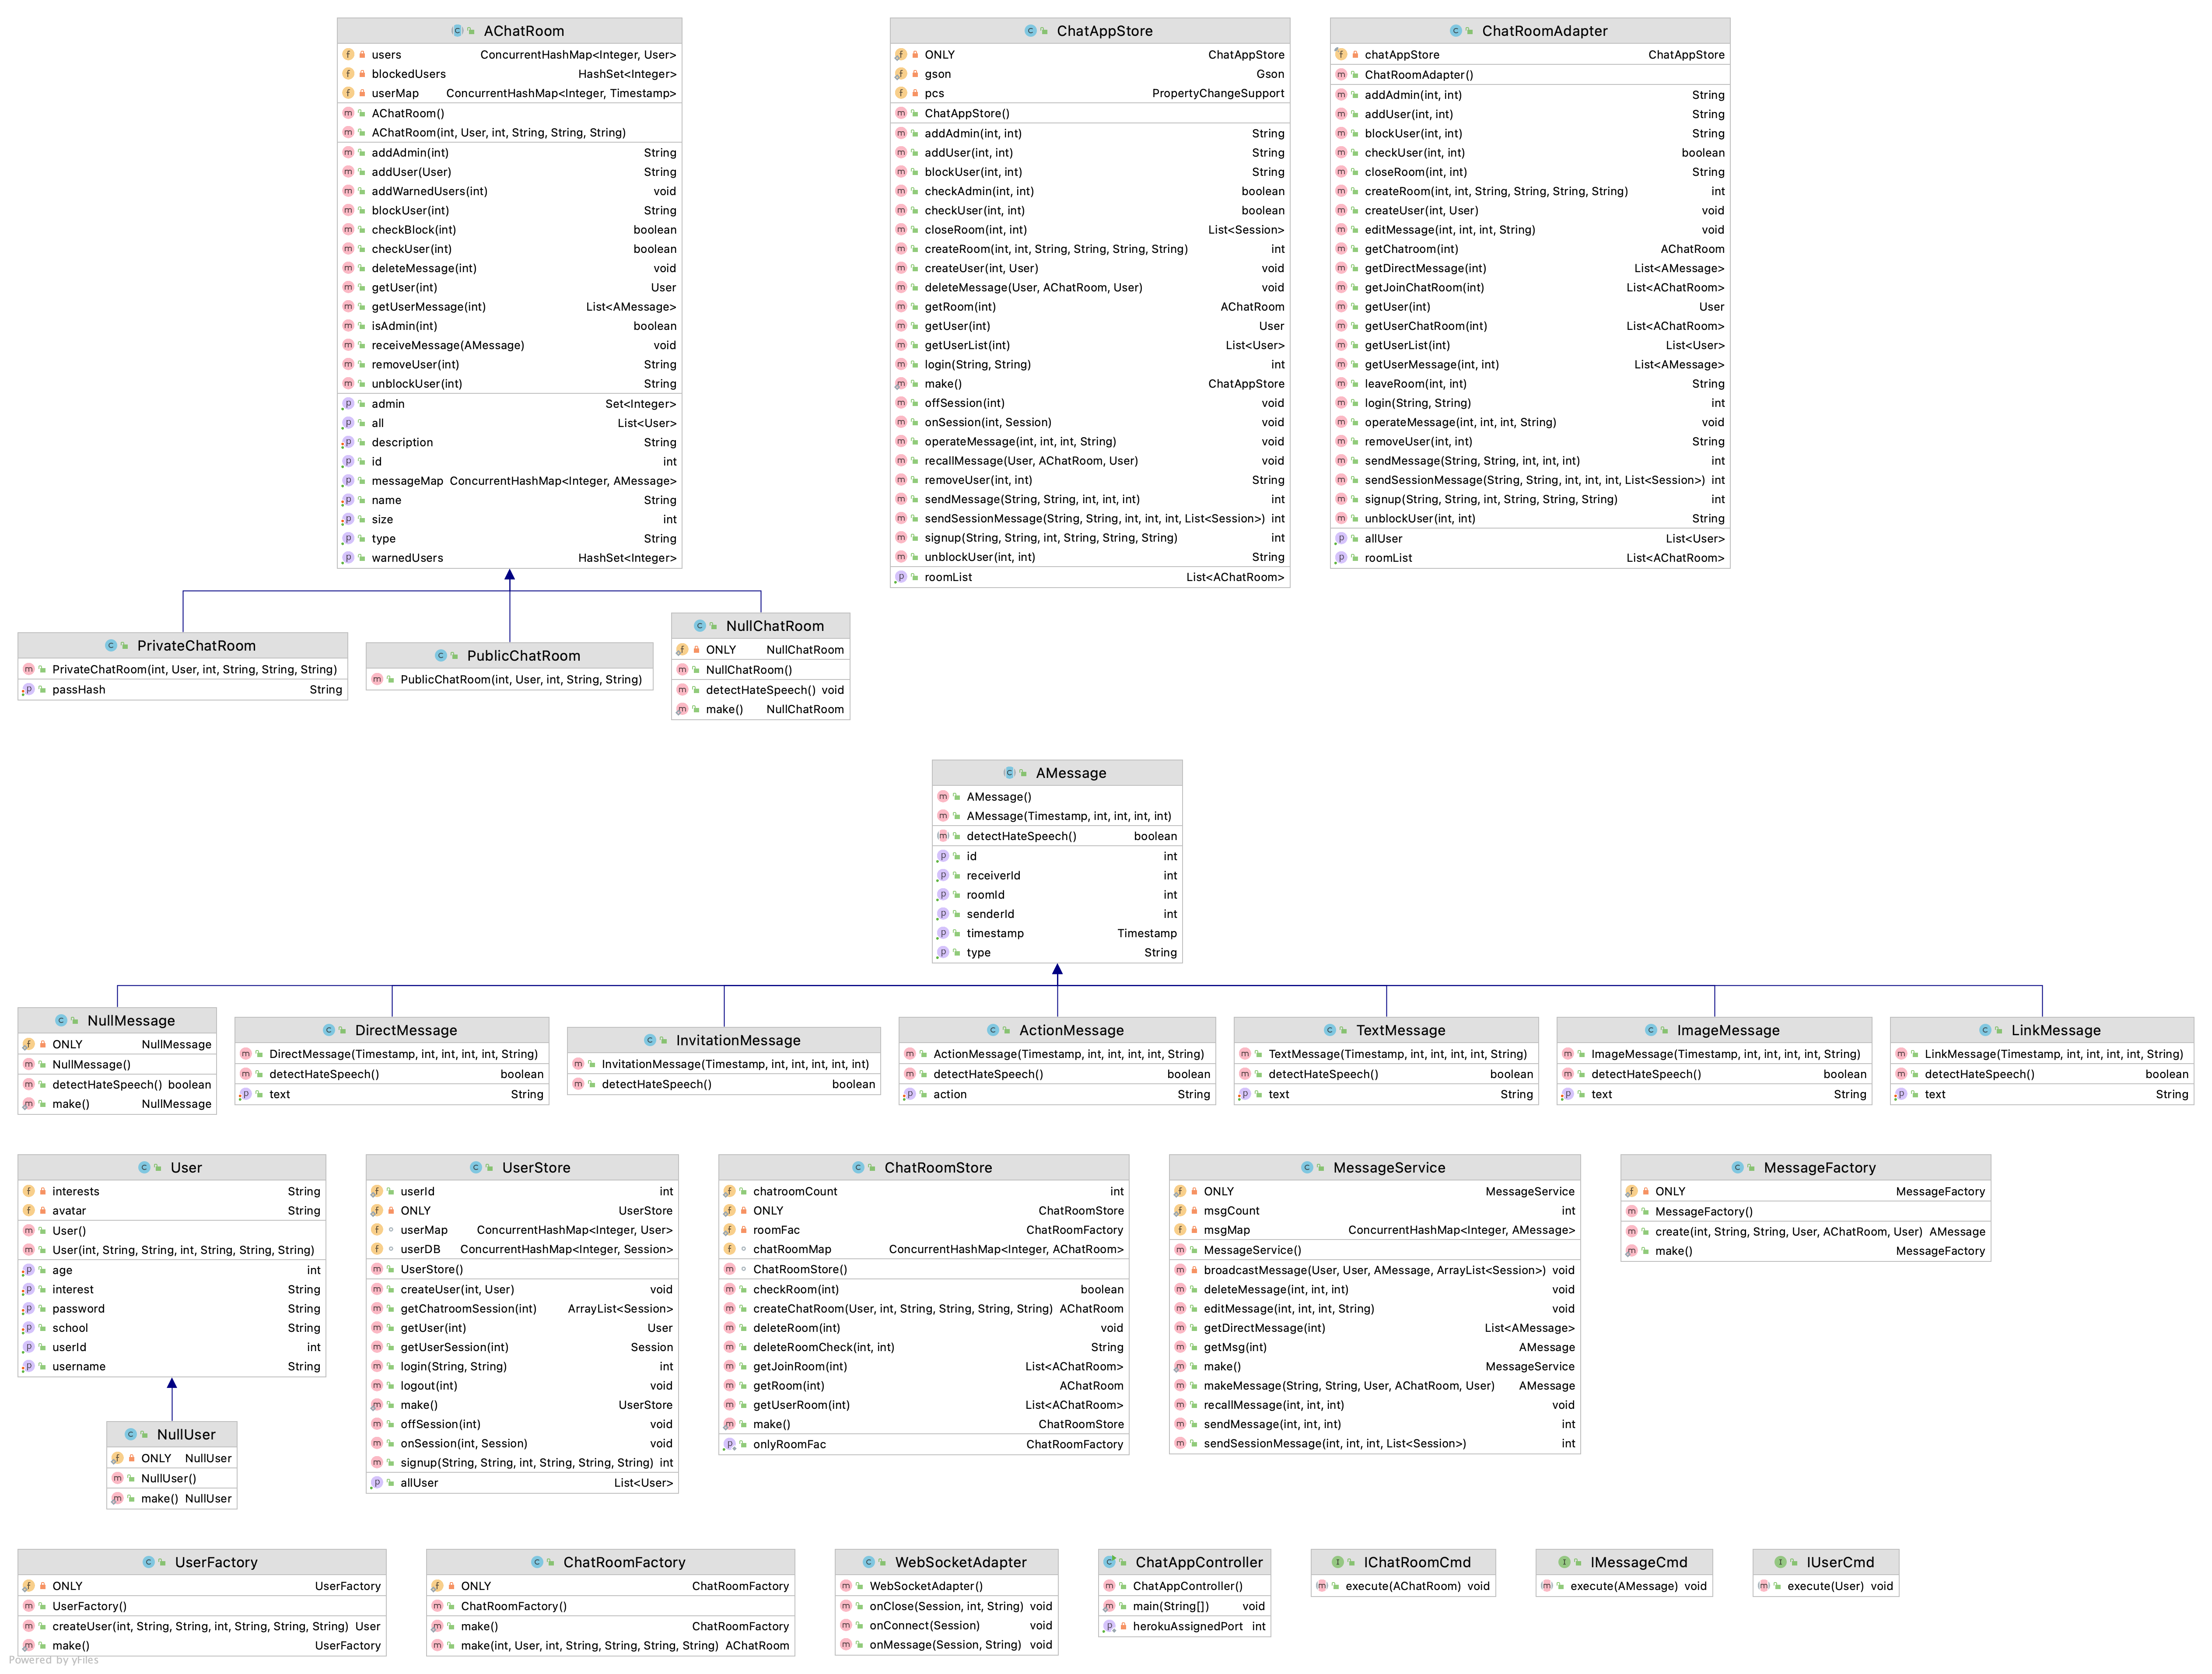 AChatRoom
users ConcurrentHashMap<Integer, User>
blockedUsers HashSet<Integer>
userMap ConcurrentHashMap<Integer, Timestamp>
AChatRoom()
AChatRoom(int, User, int, String, String, String)
addAdmin(int) String
addUser(User) String
addWarnedUsers(int) void
blockUser(int) String
checkBlock(int) boolean
checkUser(int) boolean
deleteMessage(int) void
getUser(int) User
getUserMessage(int) List<AMessage>
isAdmin(int) boolean
receiveMessage(AMessage) void
removeUser(int) String
unblockUser(int) String
admin Set<Integer>
all List<User>
description String
id int
messageMap ConcurrentHashMap<Integer, AMessage>
name String
size int
type String
warnedUsers HashSet<Integer>
ChatAppStore
ONLY ChatAppStore
gson Gson
pcs PropertyChangeSupport
ChatAppStore()
addAdmin(int, int) String
addUser(int, int) String
blockUser(int, int) String
checkAdmin(int, int) boolean
checkUser(int, int) boolean
closeRoom(int, int) List<Session>
createRoom(int, int, String, String, String, String) int
createUser(int, User) void
deleteMessage(User, AChatRoom, User) void
getRoom(int) AChatRoom
getUser(int) User
getUserList(int) List<User>
login(String, String) int
make() ChatAppStore
offSession(int) void
onSession(int, Session) void
operateMessage(int, int, int, String) void
recallMessage(User, AChatRoom, User) void
removeUser(int, int) String
sendMessage(String, String, int, int, int) int
sendSessionMessage(String, String, int, int, int, List<Session>) int
signup(String, String, int, String, String, String) int
unblockUser(int, int) String
roomList List<AChatRoom>
ChatRoomAdapter
chatAppStore ChatAppStore
ChatRoomAdapter()
addAdmin(int, int) String
addUser(int, int) String
blockUser(int, int) String
checkUser(int, int) boolean
closeRoom(int, int) String
createRoom(int, int, String, String, String, String) int
createUser(int, User) void
editMessage(int, int, int, String) void
getChatroom(int) AChatRoom
getDirectMessage(int) List<AMessage>
getJoinChatRoom(int) List<AChatRoom>
getUser(int) User
getUserChatRoom(int) List<AChatRoom>
getUserList(int) List<User>
getUserMessage(int, int) List<AMessage>
leaveRoom(int, int) String
login(String, String) int
operateMessage(int, int, int, String) void
removeUser(int, int) String
sendMessage(String, String, int, int, int) int
sendSessionMessage(String, String, int, int, int, List<Session>) int
signup(String, String, int, String, String, String) int
unblockUser(int, int) String
allUser List<User>
roomList List<AChatRoom>
PrivateChatRoom
PrivateChatRoom(int, User, int, String, String, String)
passHash String
PublicChatRoom
PublicChatRoom(int, User, int, String, String)
NullChatRoom
ONLY NullChatRoom
NullChatRoom()
detectHateSpeech() void
make() NullChatRoom
AMessage
AMessage()
AMessage(Timestamp, int, int, int, int)
detectHateSpeech() boolean
id int
receiverId int
roomId int
senderId int
timestamp Timestamp
type String
NullMessage
ONLY NullMessage
NullMessage()
detectHateSpeech() boolean
make() NullMessage
DirectMessage
DirectMessage(Timestamp, int, int, int, int, String)
detectHateSpeech() boolean
text String
InvitationMessage
InvitationMessage(Timestamp, int, int, int, int, int)
detectHateSpeech() boolean
ActionMessage
ActionMessage(Timestamp, int, int, int, int, String)
detectHateSpeech() boolean
action String
TextMessage
TextMessage(Timestamp, int, int, int, int, String)
detectHateSpeech() boolean
text String
ImageMessage
ImageMessage(Timestamp, int, int, int, int, String)
detectHateSpeech() boolean
text String
LinkMessage
LinkMessage(Timestamp, int, int, int, int, String)
detectHateSpeech() boolean
text String
User
interests String
avatar String
User()
User(int, String, String, int, String, String, String)
age int
interest String
password String
school String
userId int
username String
UserStore
userId int
ONLY UserStore
userMap ConcurrentHashMap<Integer, User>
userDB ConcurrentHashMap<Integer, Session>
UserStore()
createUser(int, User) void
getChatroomSession(int) ArrayList<Session>
getUser(int) User
getUserSession(int) Session
login(String, String) int
logout(int) void
make() UserStore
offSession(int) void
onSession(int, Session) void
signup(String, String, int, String, String, String) int
allUser List<User>
ChatRoomStore
chatroomCount int
ONLY ChatRoomStore
roomFac ChatRoomFactory
chatRoomMap ConcurrentHashMap<Integer, AChatRoom>
ChatRoomStore()
checkRoom(int) boolean
createChatRoom(User, int, String, String, String, String) AChatRoom
deleteRoom(int) void
deleteRoomCheck(int, int) String
getJoinRoom(int) List<AChatRoom>
getRoom(int) AChatRoom
getUserRoom(int) List<AChatRoom>
make() ChatRoomStore
onlyRoomFac ChatRoomFactory
MessageService
ONLY MessageService
msgCount int
msgMap ConcurrentHashMap<Integer, AMessage>
MessageService()
broadcastMessage(User, User, AMessage, ArrayList<Session>) void
deleteMessage(int, int, int) void
editMessage(int, int, int, String) void
getDirectMessage(int) List<AMessage>
getMsg(int) AMessage
make() MessageService
makeMessage(String, String, User, AChatRoom, User) AMessage
recallMessage(int, int, int) void
sendMessage(int, int, int) int
sendSessionMessage(int, int, int, List<Session>) int
MessageFactory
ONLY MessageFactory
MessageFactory()
create(int, String, String, User, AChatRoom, User) AMessage
make() MessageFactory
NullUser
ONLY NullUser
NullUser()
make() NullUser
UserFactory
ONLY UserFactory
UserFactory()
createUser(int, String, String, int, String, String, String) User
make() UserFactory
ChatRoomFactory
ONLY ChatRoomFactory
ChatRoomFactory()
make() ChatRoomFactory
make(int, User, int, String, String, String, String) AChatRoom
WebSocketAdapter
WebSocketAdapter()
onClose(Session, int, String) void
onConnect(Session) void
onMessage(Session, String) void
ChatAppController
ChatAppController()
main(String[]) void
herokuAssignedPort int
IChatRoomCmd
execute(AChatRoom) void
IMessageCmd
execute(AMessage) void
IUserCmd
execute(User) void
Powered by yFiles